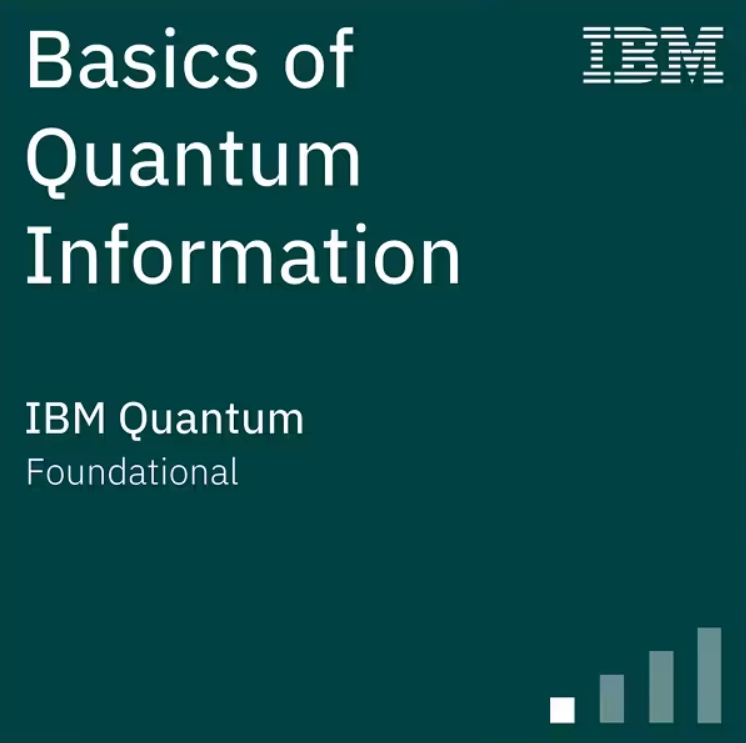 Basics of
IBM
Quantum
Information
IBM Quantum
Foundational